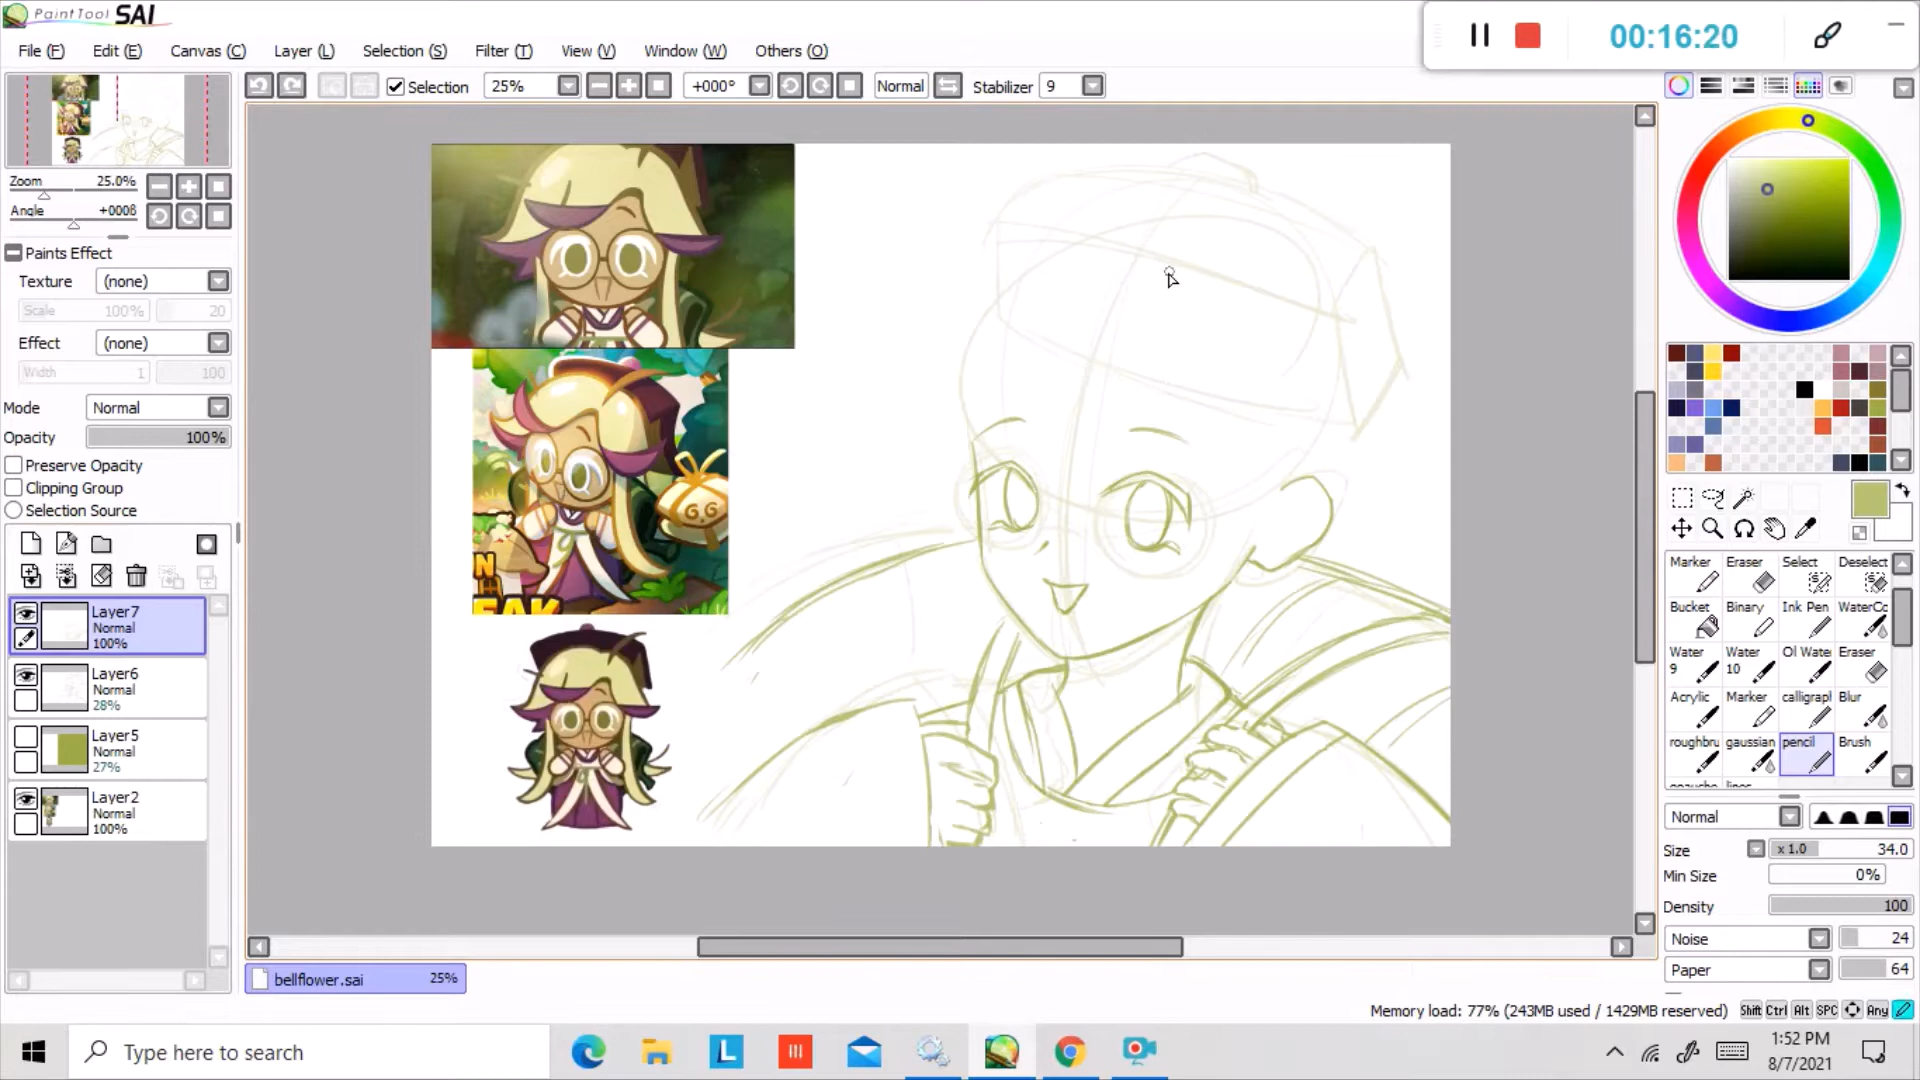 PaintTool SAI
00:16:20
File (F) Edit (E) Canvas (C) Layer (L) Selection (S) Filter (T) View (V) Window (W) Others (O)
Selection 25% +000° Normal Stabilizer 9
Zoom 25.0%
Angle +000θ
Paints Effect
Texture (none)
Scale 100% 20
Effect (none)
Width 1 100
Mode Normal
Opacity 100%
Preserve Opacity
Clipping Group
Selection Source
Layer7
Normal
100%
Layer6
Normal
28%
Layer5
Normal
27%
Layer2
Normal
100%
Marker Eraser Select Deselect
Bucket Binary Ink Pen WaterCo
Water 9 Water 10 Ol Wate Eraser
Acrylic Marker calligrapl Blur
roughbru gaussian pencil Brush
Normal
Size x 1.0 34.0
Min Size 0%
Density 100
Noise 24
Paper 64
bellflower.sai 25%
Memory load: 77% (243MB used / 1429MB reserved) Shift Ctrl Alt SPC Any
Type here to search
1:52 PM
8/7/2021